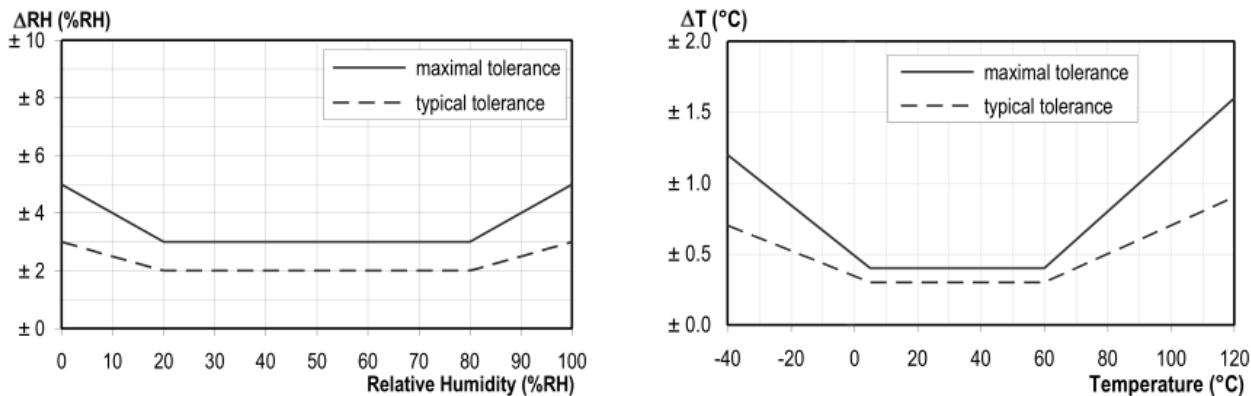 ΔRH (%RH)
± 10
± 8
± 6
± 4
± 2
± 0
maximal tolerance
typical tolerance
0 10 20 30 40 50 60 70 80 90 100
Relative Humidity (%RH)
ΔT (°C)
± 2.0
± 1.5
± 1.0
± 0.5
± 0.0
maximal tolerance
typical tolerance
-40 -20 0 20 40 60 80 100 120
Temperature (°C)